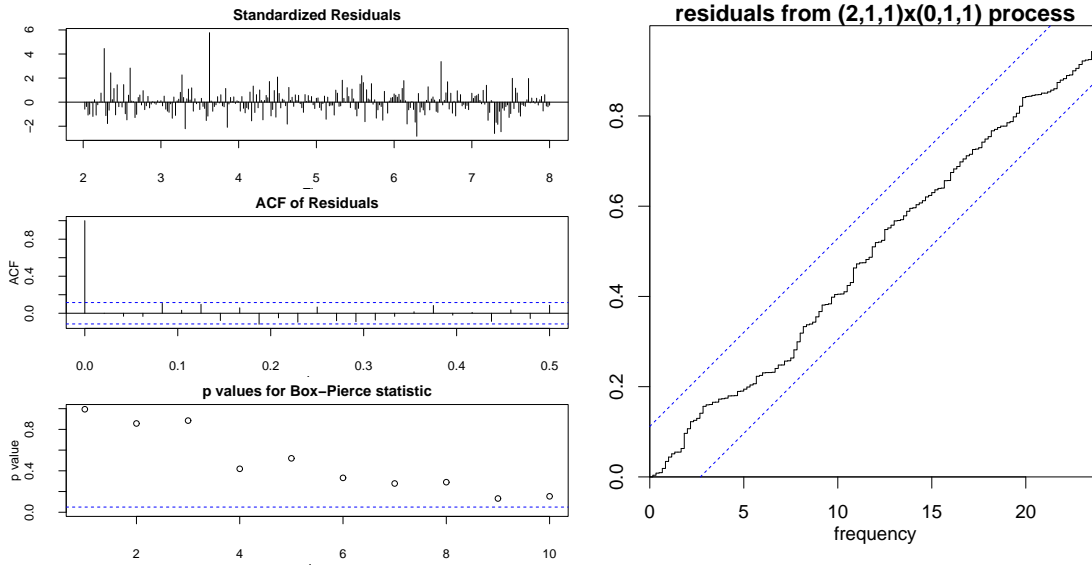 Standardized Residuals
6
4
2
0
−2
2 3 4 5 6 7 8
ACF of Residuals
ACF
0.8
0.4
0.0
0.0 0.1 0.2 0.3 0.4 0.5
p values for Box−Pierce statistic
p value
0.8
0.4
0.0
2 4 6 8 10
residuals from (2,1,1)x(0,1,1) process
0.8
0.6
0.4
0.2
0.0
0 5 10 15 20
frequency